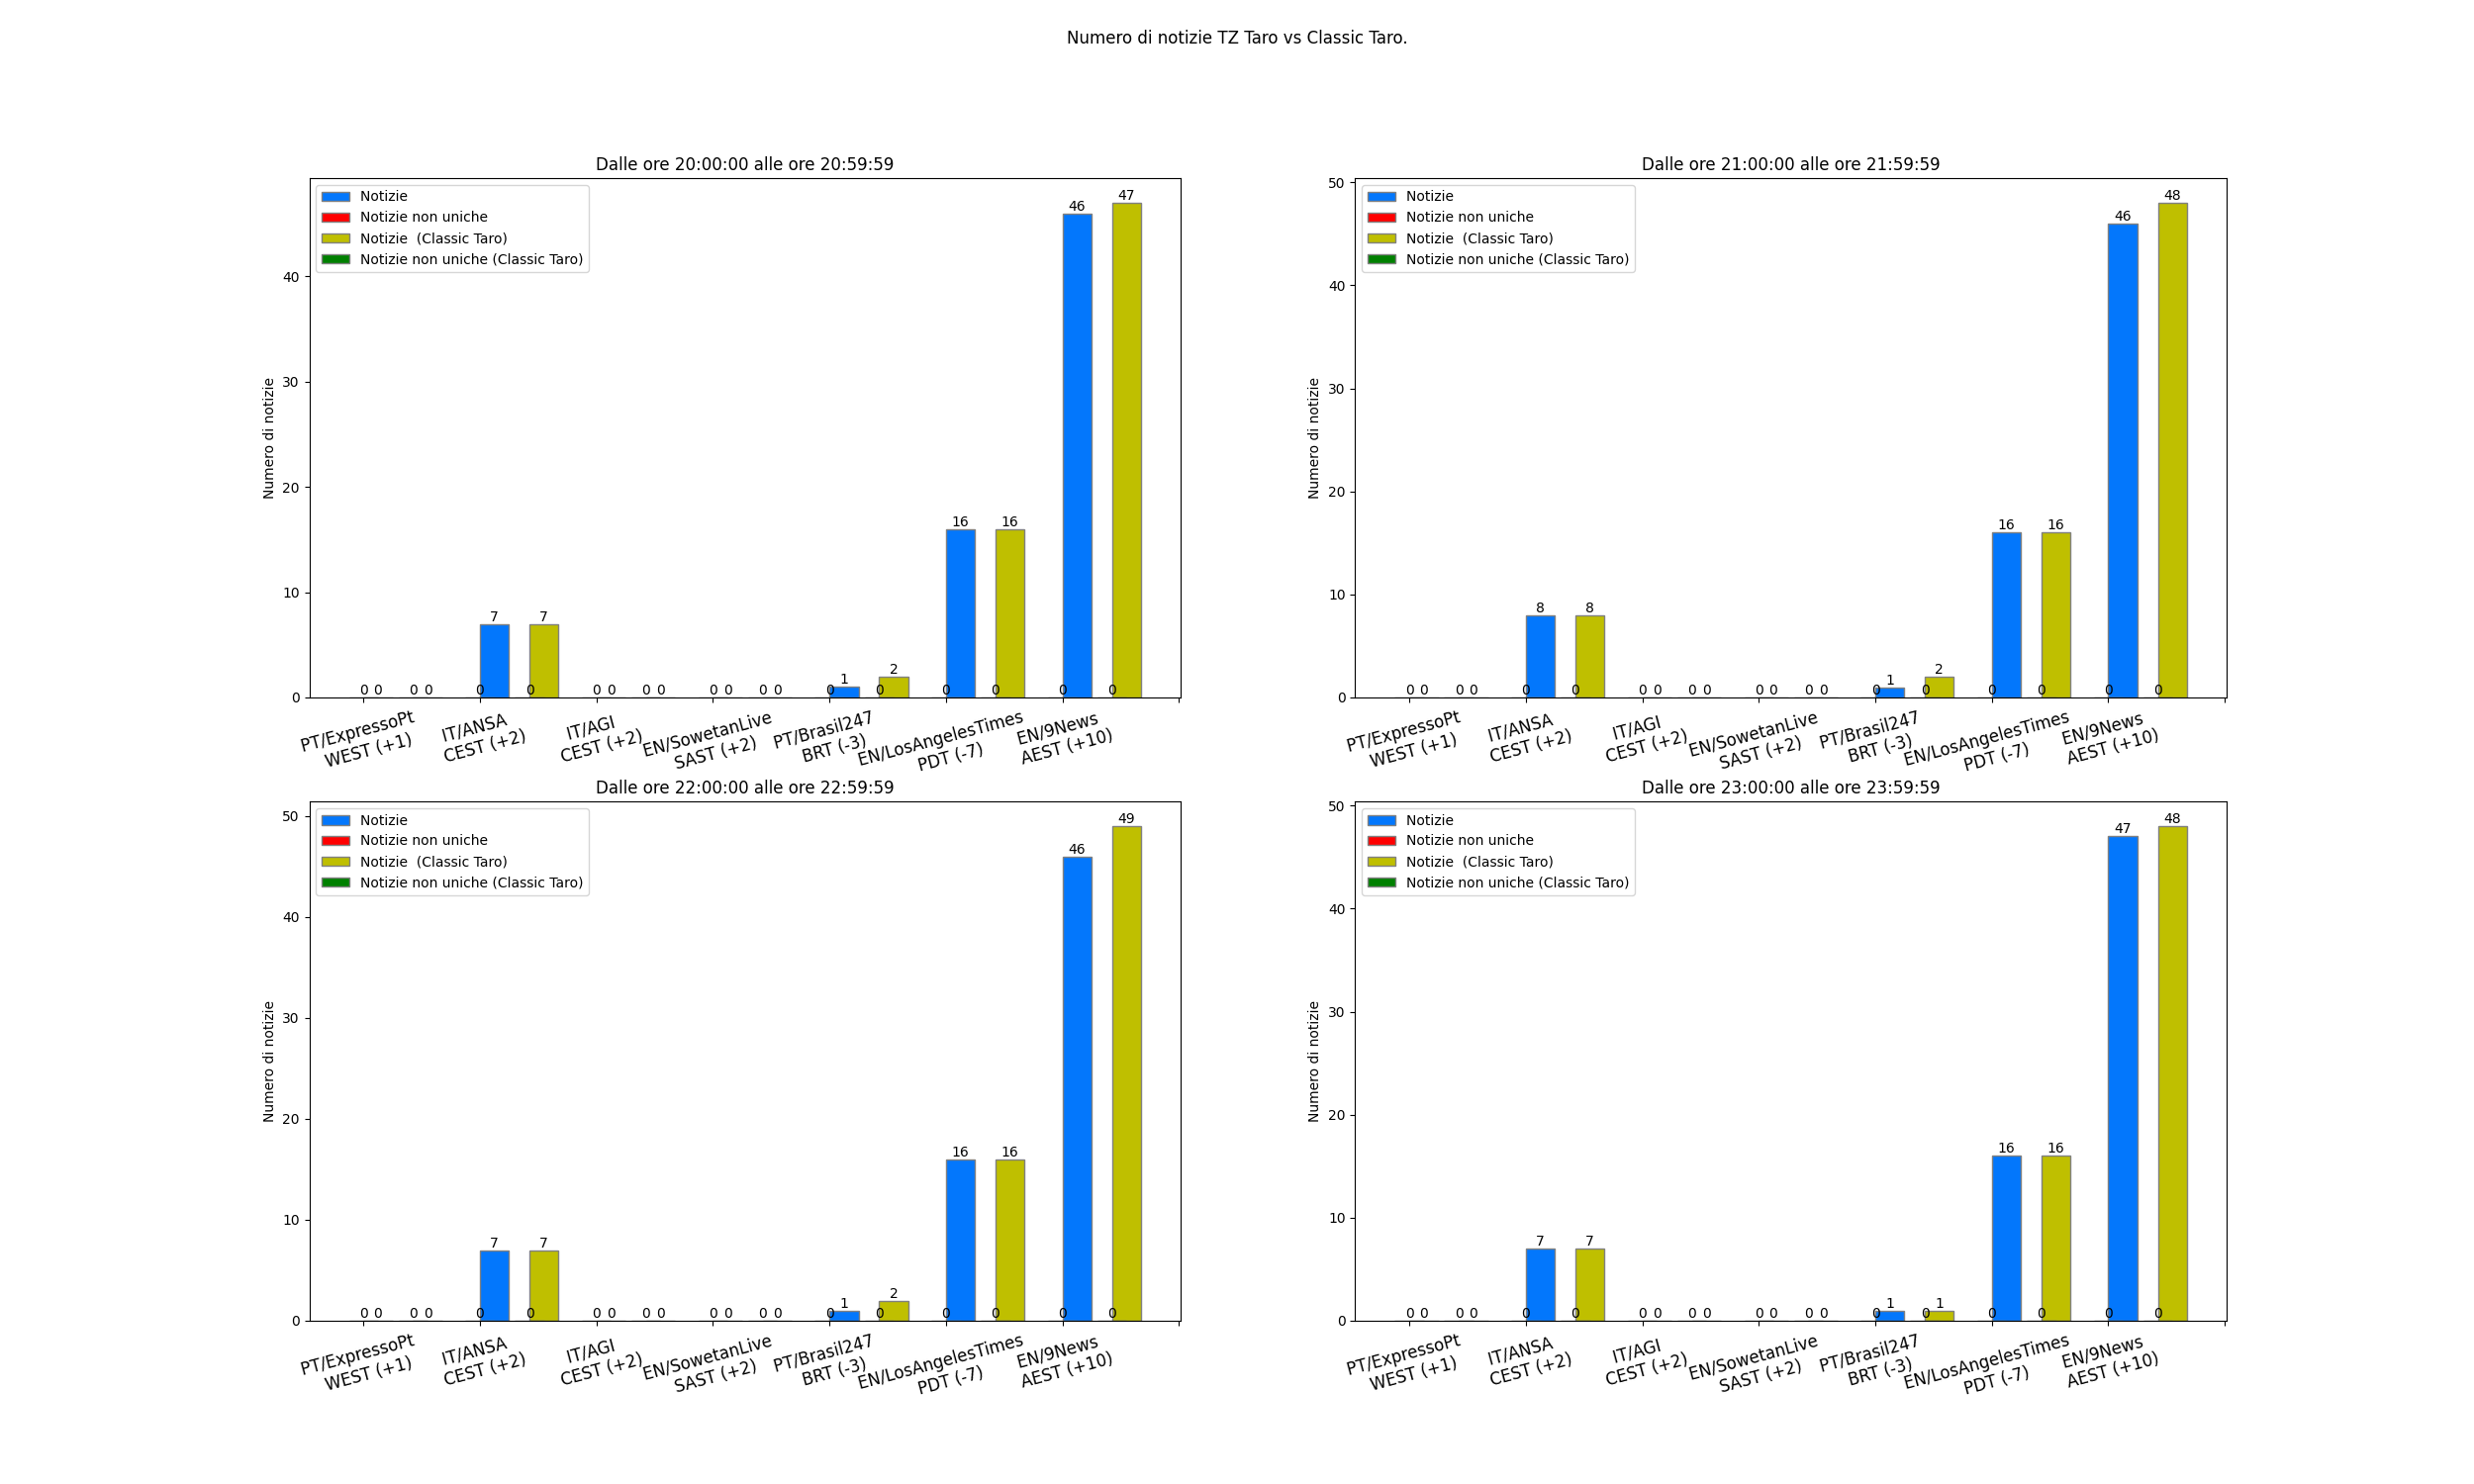 Numero di notizie TZ Taro vs Classic Taro.
Dalle ore 20:00:00 alle ore 20:59:59
Notizie
Notizie non uniche
Notizie  (Classic Taro)
Notizie non uniche (Classic Taro)
Numero di notizie
40
30
20
10
0
0 0 0 0 0 7 0 7 0 0 0 0 0 0 0 0 0 1 0 2 0 16 0 16 0 46 0 47
PT/ExpressoPt
WEST (+1)
IT/ANSA
CEST (+2)
IT/AGI
CEST (+2)
EN/SowetanLive
SAST (+2)
PT/Brasil247
BRT (-3)
EN/LosAngelesTimes
PDT (-7)
EN/9News
AEST (+10)
Dalle ore 21:00:00 alle ore 21:59:59
Notizie
Notizie non uniche
Notizie  (Classic Taro)
Notizie non uniche (Classic Taro)
Numero di notizie
50
40
30
20
10
0
0 0 0 0 0 8 0 8 0 0 0 0 0 0 0 0 0 1 0 2 0 16 0 16 0 46 0 48
PT/ExpressoPt
WEST (+1)
IT/ANSA
CEST (+2)
IT/AGI
CEST (+2)
EN/SowetanLive
SAST (+2)
PT/Brasil247
BRT (-3)
EN/LosAngelesTimes
PDT (-7)
EN/9News
AEST (+10)
Dalle ore 22:00:00 alle ore 22:59:59
Notizie
Notizie non uniche
Notizie  (Classic Taro)
Notizie non uniche (Classic Taro)
Numero di notizie
50
40
30
20
10
0
0 0 0 0 0 7 0 7 0 0 0 0 0 0 0 0 0 1 0 2 0 16 0 16 0 46 0 49
PT/ExpressoPt
WEST (+1)
IT/ANSA
CEST (+2)
IT/AGI
CEST (+2)
EN/SowetanLive
SAST (+2)
PT/Brasil247
BRT (-3)
EN/LosAngelesTimes
PDT (-7)
EN/9News
AEST (+10)
Dalle ore 23:00:00 alle ore 23:59:59
Notizie
Notizie non uniche
Notizie  (Classic Taro)
Notizie non uniche (Classic Taro)
Numero di notizie
50
40
30
20
10
0
0 0 0 0 0 7 0 7 0 0 0 0 0 0 0 0 0 1 0 1 0 16 0 16 0 47 0 48
PT/ExpressoPt
WEST (+1)
IT/ANSA
CEST (+2)
IT/AGI
CEST (+2)
EN/SowetanLive
SAST (+2)
PT/Brasil247
BRT (-3)
EN/LosAngelesTimes
PDT (-7)
EN/9News
AEST (+10)